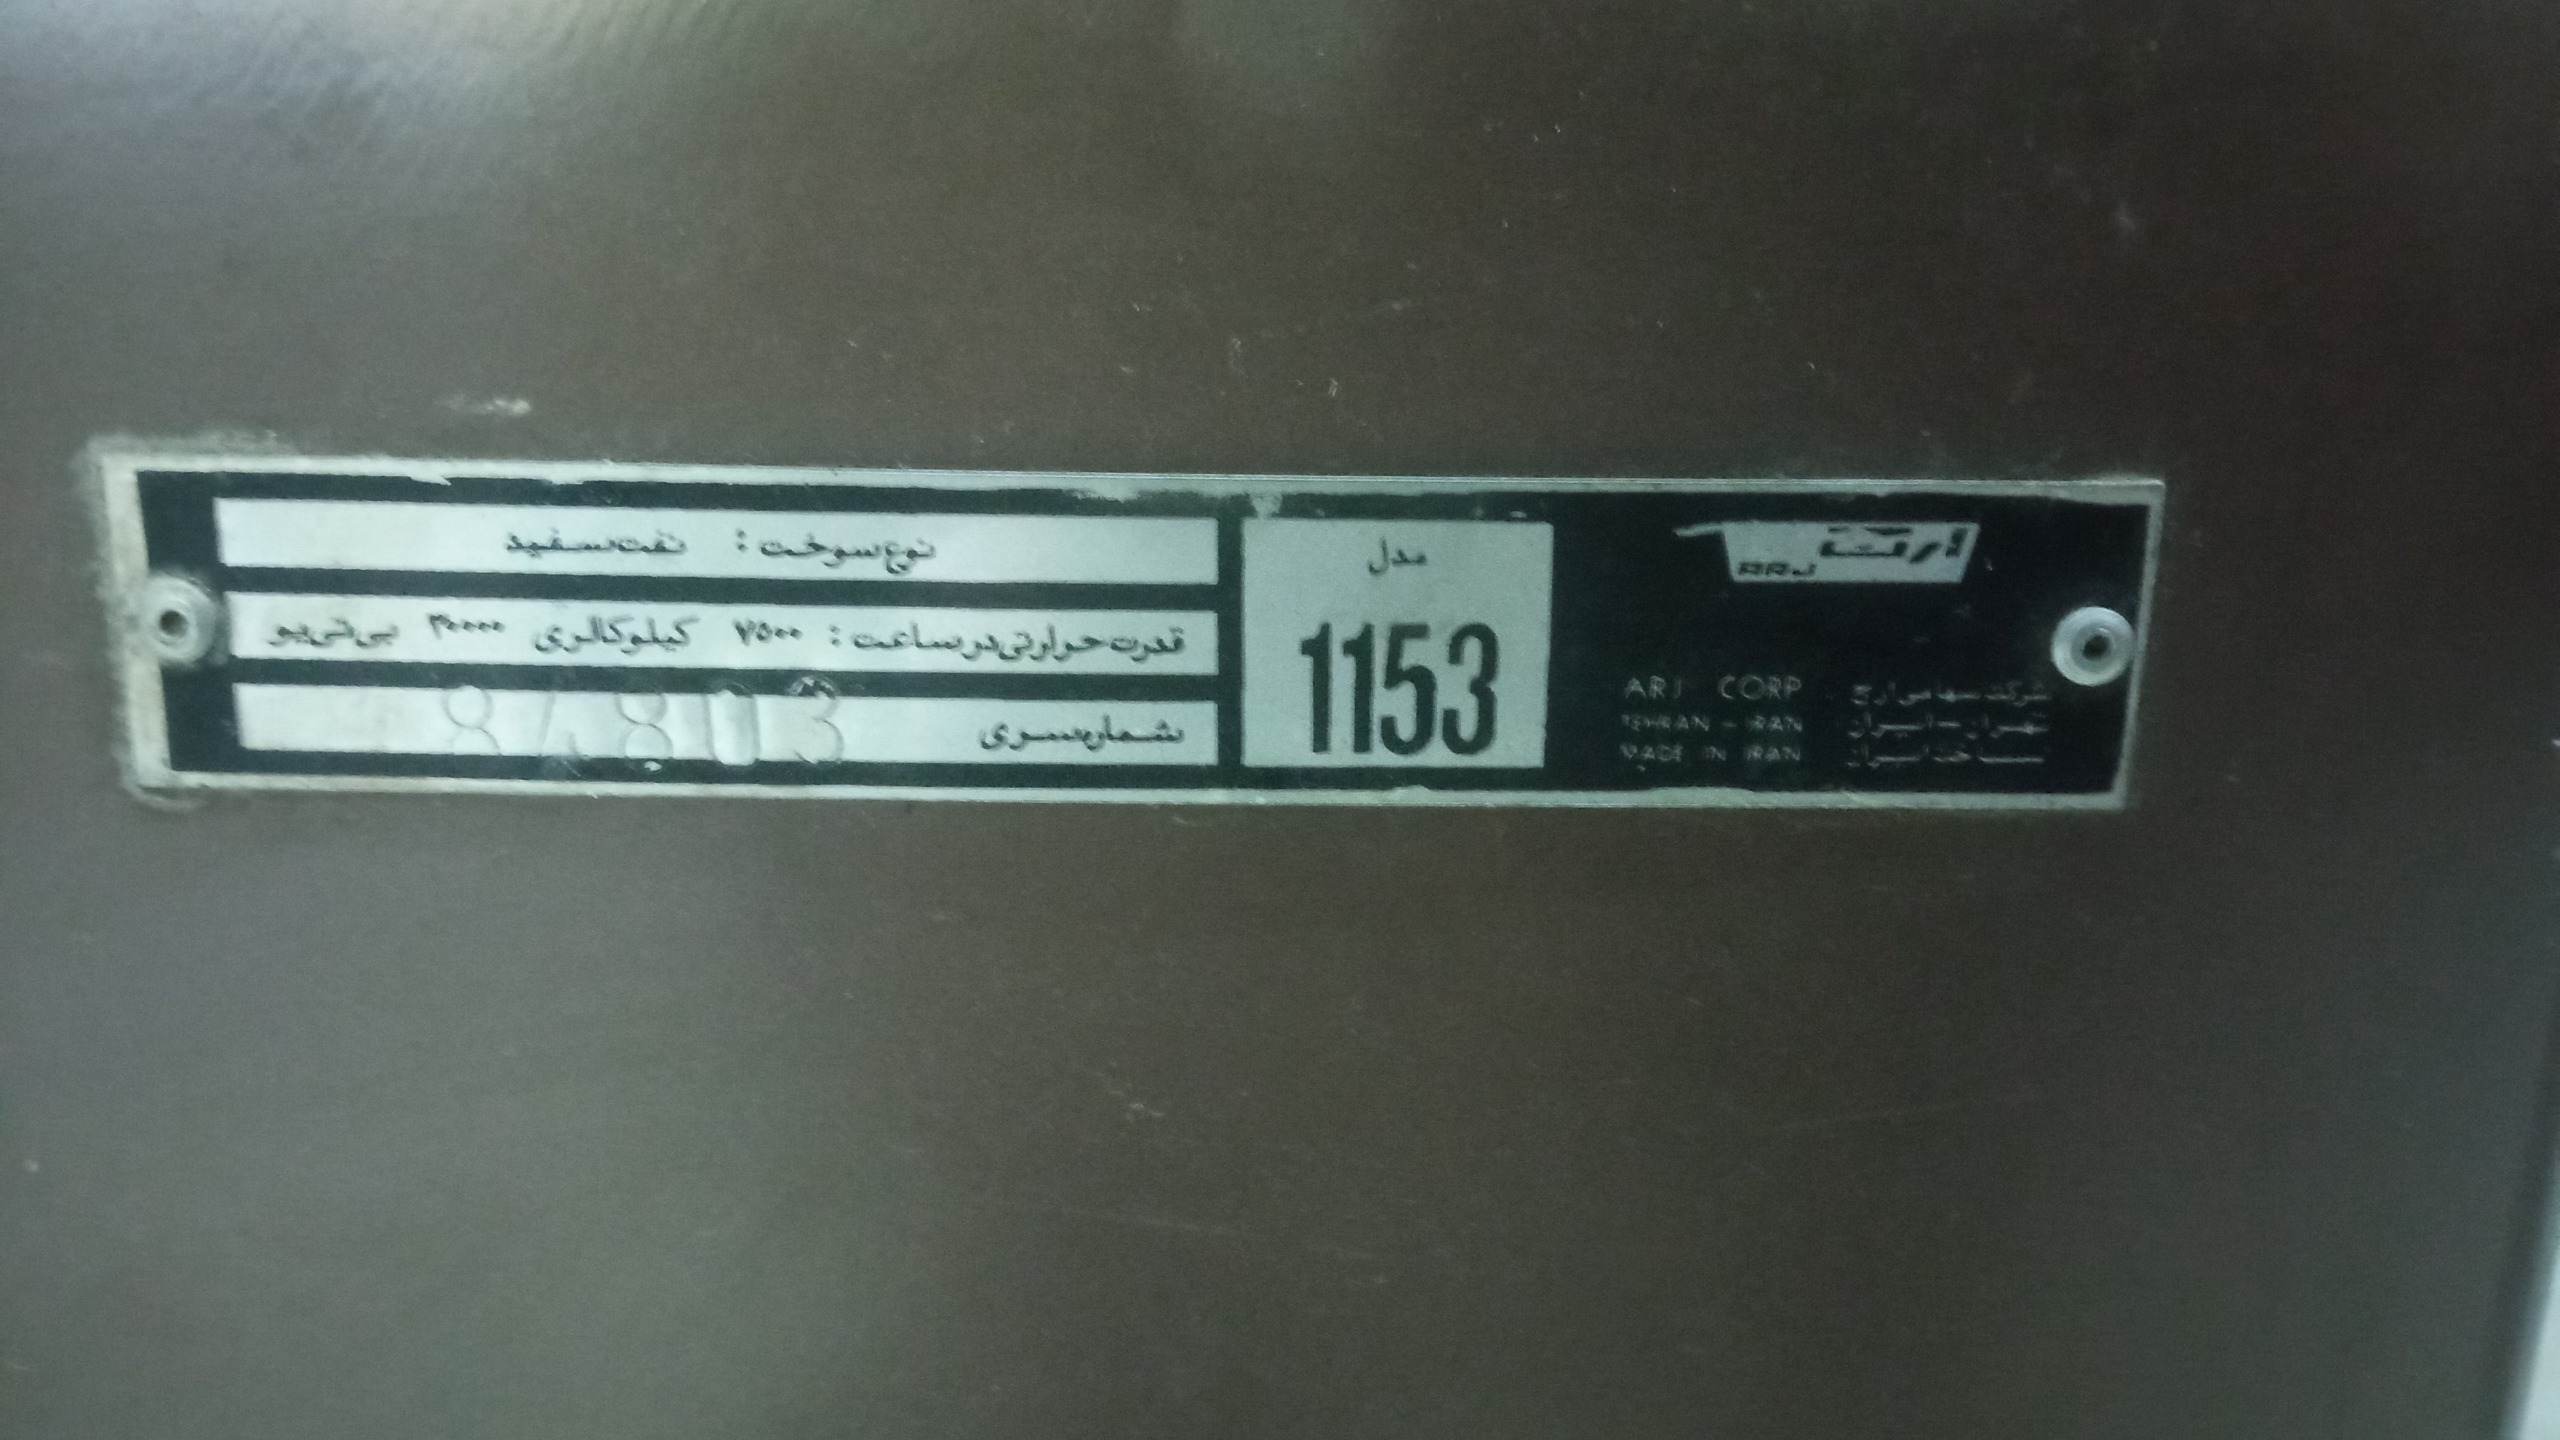 ارج
ARJ
ARJ CORP شرکت سهامی ارج
TEHRAN - IRAN تهران - ایران
MADE IN IRAN ساخت ایران
مدل
1153
نوع سوخت : نفت سفید
قدرت حرارتی در ساعت : ۷۵۰۰ کیلوکالری ۳۰۰۰۰ بی تی یو
شماره سری 84803